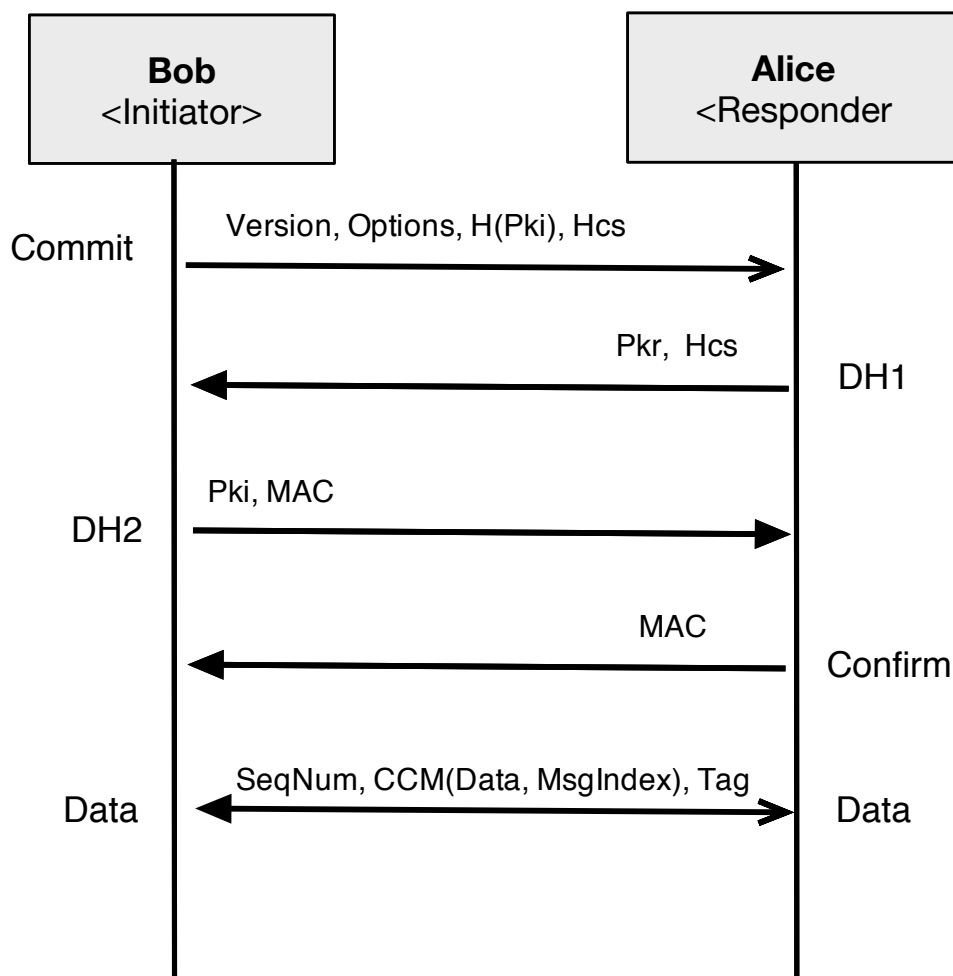 Bob
<Initiator>
Alice
<Responder
Version, Options, H(Pki), Hcs
Commit
Pkr, Hcs
DH1
Pki, MAC
DH2
MAC
Confirm
SeqNum, CCM(Data, MsgIndex), Tag
Data
Data